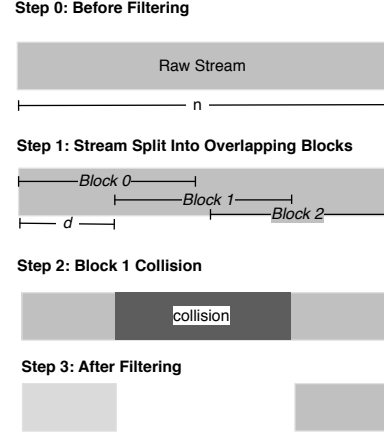 Step 0: Before Filtering
Raw Stream
n
Step 1: Stream Split Into Overlapping Blocks
Block 0
Block 1
Block 2
d
Step 2: Block 1 Collision
collision
Step 3: After Filtering